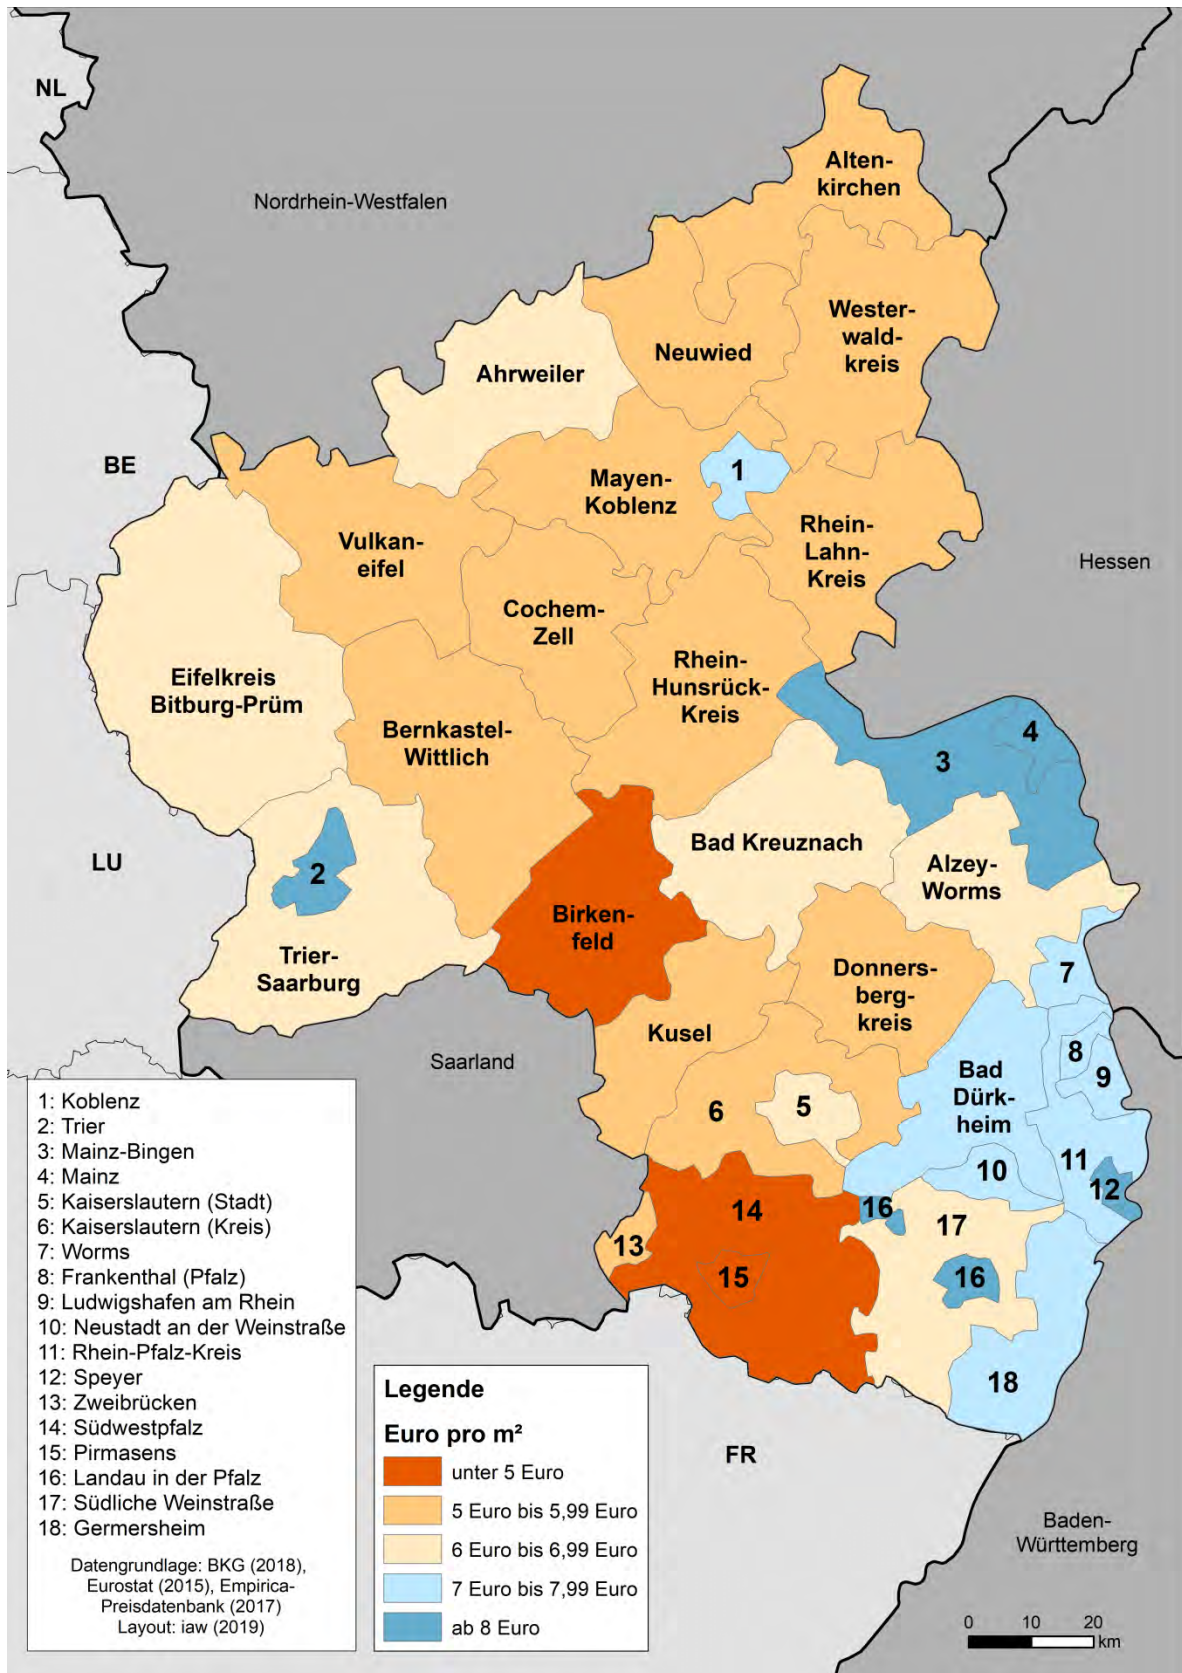 NL
Nordrhein-Westfalen
Alten-
kirchen
Wester-
wald-
kreis
Neuwied
Ahrweiler
BE
1
Mayen-
Koblenz
Rhein-
Lahn-
Kreis
Vulkan-
eifel
Hessen
Cochem-
Zell
Eifelkreis
Bitburg-Prüm
Rhein-
Hunsrück-
Kreis
Bernkastel-
Wittlich
4
3
LU
2
Bad Kreuznach
Alzey-
Worms
Birken-
feld
Trier-
Saarburg
Donners-
berg-
kreis
7
Kusel
Saarland
8
9
Bad
Dürk-
heim
6
5
10
11
12
14
16
17
13
15
16
18
1: Koblenz
2: Trier
3: Mainz-Bingen
4: Mainz
5: Kaiserslautern (Stadt)
6: Kaiserslautern (Kreis)
7: Worms
8: Frankenthal (Pfalz)
9: Ludwigshafen am Rhein
10: Neustadt an der Weinstraße
11: Rhein-Pfalz-Kreis
12: Speyer
13: Zweibrücken
14: Südwestpfalz
15: Pirmasens
16: Landau in der Pfalz
17: Südliche Weinstraße
18: Germersheim
Datengrundlage: BKG (2018),
Eurostat (2015), Empirica-
Preisdatenbank (2017)
Layout: iaw (2019)
Legende
Euro pro m²
unter 5 Euro
5 Euro bis 5,99 Euro
6 Euro bis 6,99 Euro
7 Euro bis 7,99 Euro
ab 8 Euro
FR
Baden-
Württemberg
0 10 20
km